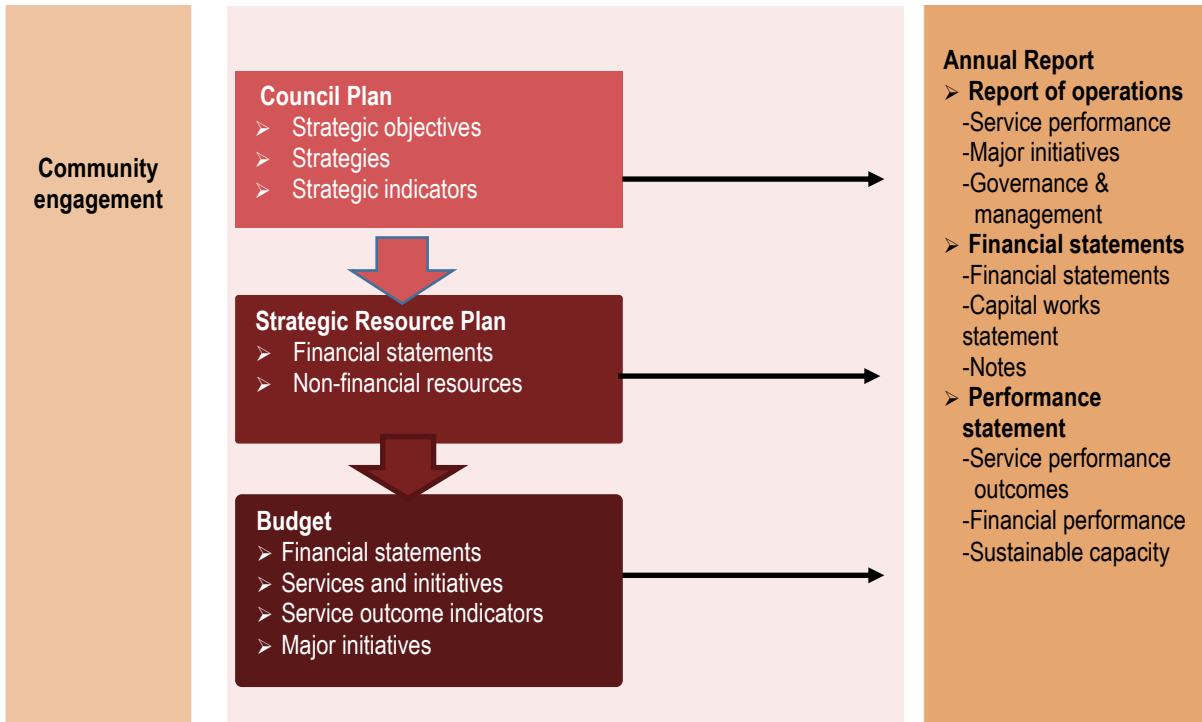 Community
engagement
Council Plan
➢ Strategic objectives
➢ Strategies
➢ Strategic indicators
Strategic Resource Plan
➢ Financial statements
➢ Non-financial resources
Budget
➢ Financial statements
➢ Services and initiatives
➢ Service outcome indicators
➢ Major initiatives
Annual Report
➢ Report of operations
-Service performance
-Major initiatives
-Governance &
management
➢ Financial statements
-Financial statements
-Capital works
statement
-Notes
➢ Performance
statement
-Service performance
outcomes
-Financial performance
-Sustainable capacity